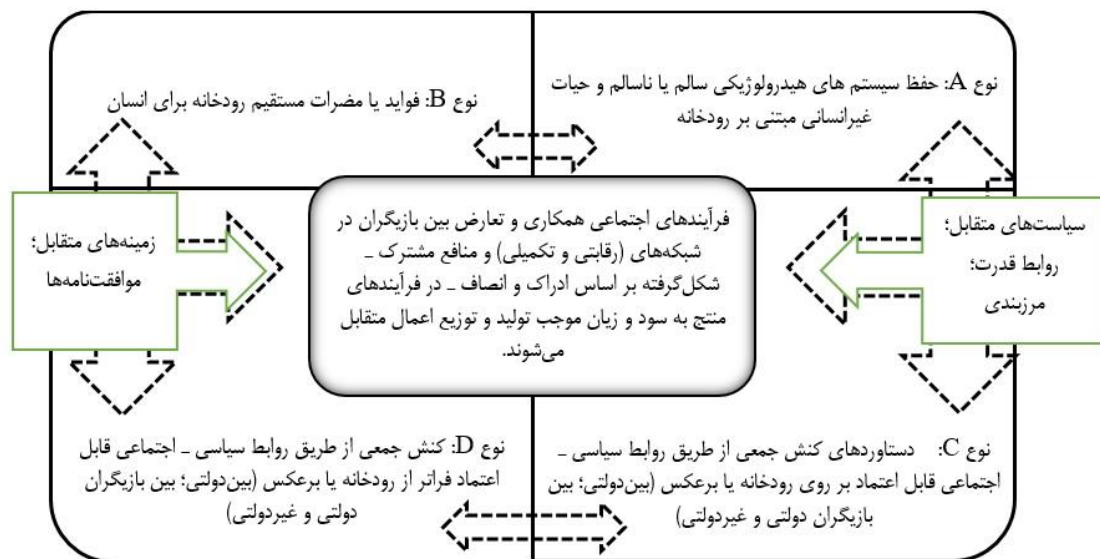 نوع A: حفظ سیستم های هیدرولوژیکی سالم یا ناسالم و حیات
غیرانسانی مبتنی بر رودخانه
نوع B: فواید یا مضرات مستقیم رودخانه برای انسان
سیاست‌های متقابل؛
روابط قدرت؛
مرزبندی
فرآیندهای اجتماعی همکاری و تعارض بین بازیگران در
شبکه‌های (رقابتی و تکمیلی) و منافع مشترک –
شکل‌گرفته بر اساس ادراک و انصاف – در فرآیندهای
منتج به سود و زیان موجب تولید و توزیع اعمال متقابل
می‌شوند.
زمینه‌های متقابل؛
موافقت‌نامه‌ها
نوع C: دستاوردهای کنش جمعی از طریق روابط سیاسی –
اجتماعی قابل اعتماد بر روی رودخانه یا برعکس (بین‌دولتی؛ بین
بازیگران دولتی و غیردولتی)
نوع D: کنش جمعی از طریق روابط سیاسی – اجتماعی قابل
اعتماد فراتر از رودخانه یا برعکس (بین‌دولتی؛ بین بازیگران
دولتی و غیردولتی)